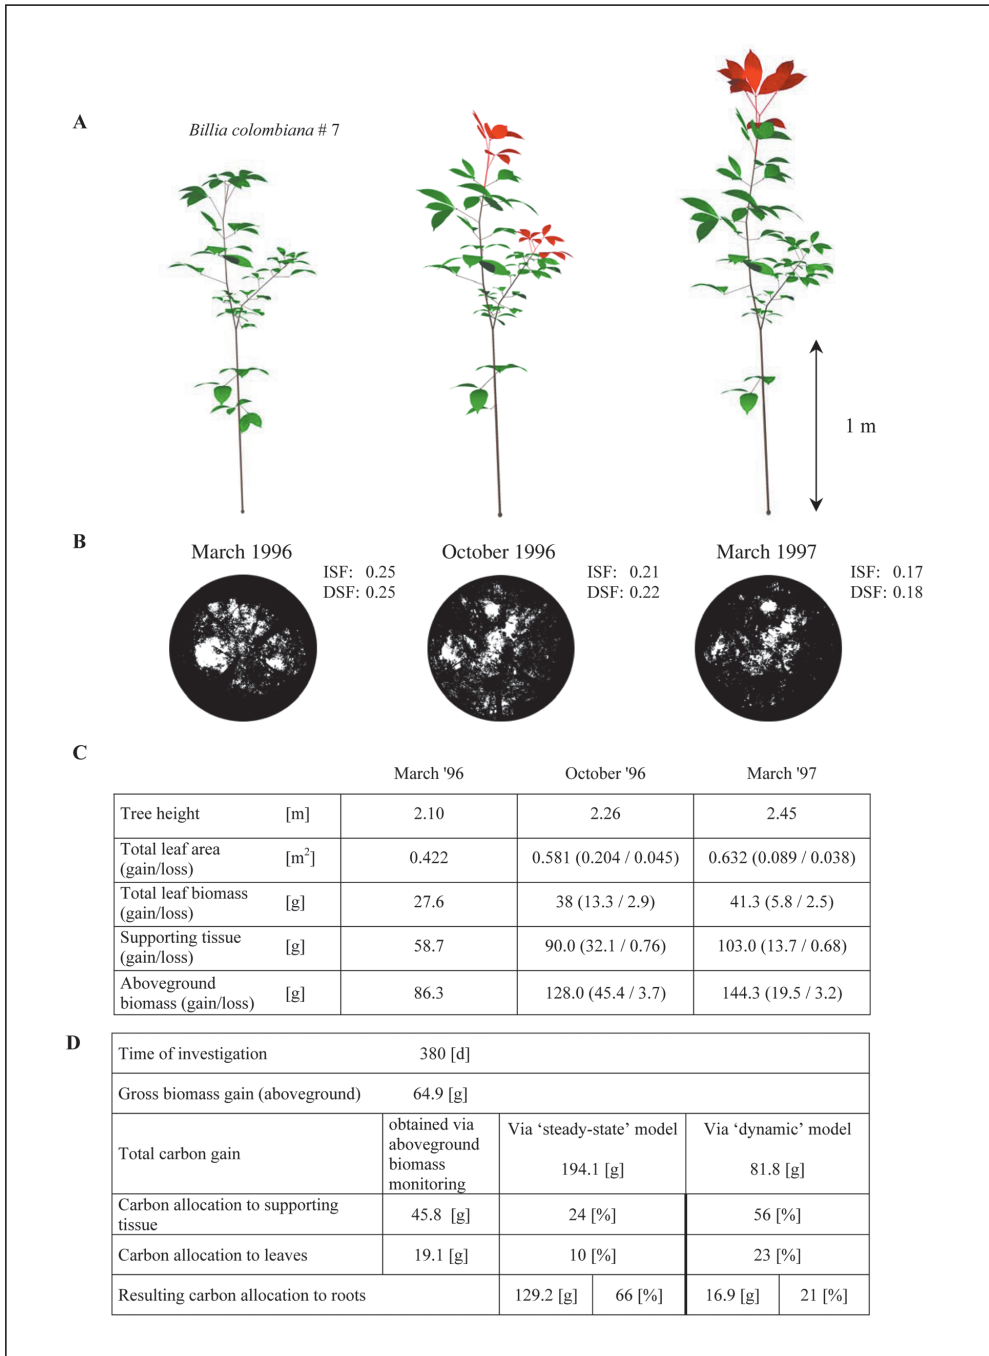 A
Billia colombiana # 7
1 m
B
March 1996
October 1996
March 1997
ISF: 0.25
DSF: 0.25
ISF: 0.21
DSF: 0.22
ISF: 0.17
DSF: 0.18
C
March '96 October '96 March '97
Tree height [m] 2.10 2.26 2.45
Total leaf area
(gain/loss) [m²] 0.422 0.581 (0.204 / 0.045) 0.632 (0.089 / 0.038)
Total leaf biomass
(gain/loss) [g] 27.6 38 (13.3 / 2.9) 41.3 (5.8 / 2.5)
Supporting tissue
(gain/loss) [g] 58.7 90.0 (32.1 / 0.76) 103.0 (13.7 / 0.68)
Aboveground
biomass (gain/loss) [g] 86.3 128.0 (45.4 / 3.7) 144.3 (19.5 / 3.2)
D
Time of investigation 380 [d]
Gross biomass gain (aboveground) 64.9 [g]
Total carbon gain
obtained via
aboveground
biomass
monitoring
Via ‘steady-state’ model
194.1 [g]
Via ‘dynamic’ model
81.8 [g]
Carbon allocation to supporting
tissue
45.8 [g] 24 [%] 56 [%]
Carbon allocation to leaves 19.1 [g] 10 [%] 23 [%]
Resulting carbon allocation to roots 129.2 [g] 66 [%] 16.9 [g] 21 [%]